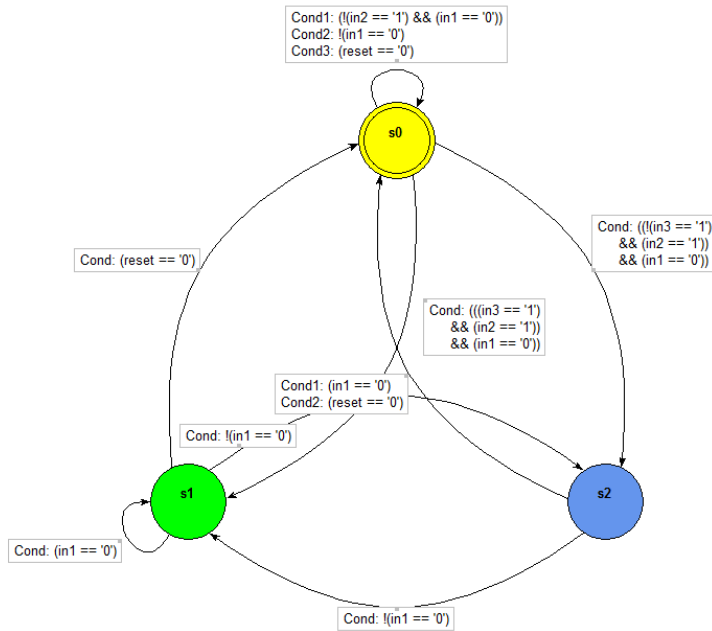 Cond1: (!(in2 == '1') && (in1 == '0'))
Cond2: !(in1 == '0')
Cond3: (reset == '0')
s0
Cond: ((!(in3 == '1')
&& (in2 == '1'))
&& (in1 == '0'))
Cond: (reset == '0')
Cond: (((in3 == '1')
&& (in2 == '1'))
&& (in1 == '0'))
Cond1: (in1 == '0')
Cond2: (reset == '0')
Cond: !(in1 == '0')
s1
s2
Cond: (in1 == '0')
Cond: !(in1 == '0')